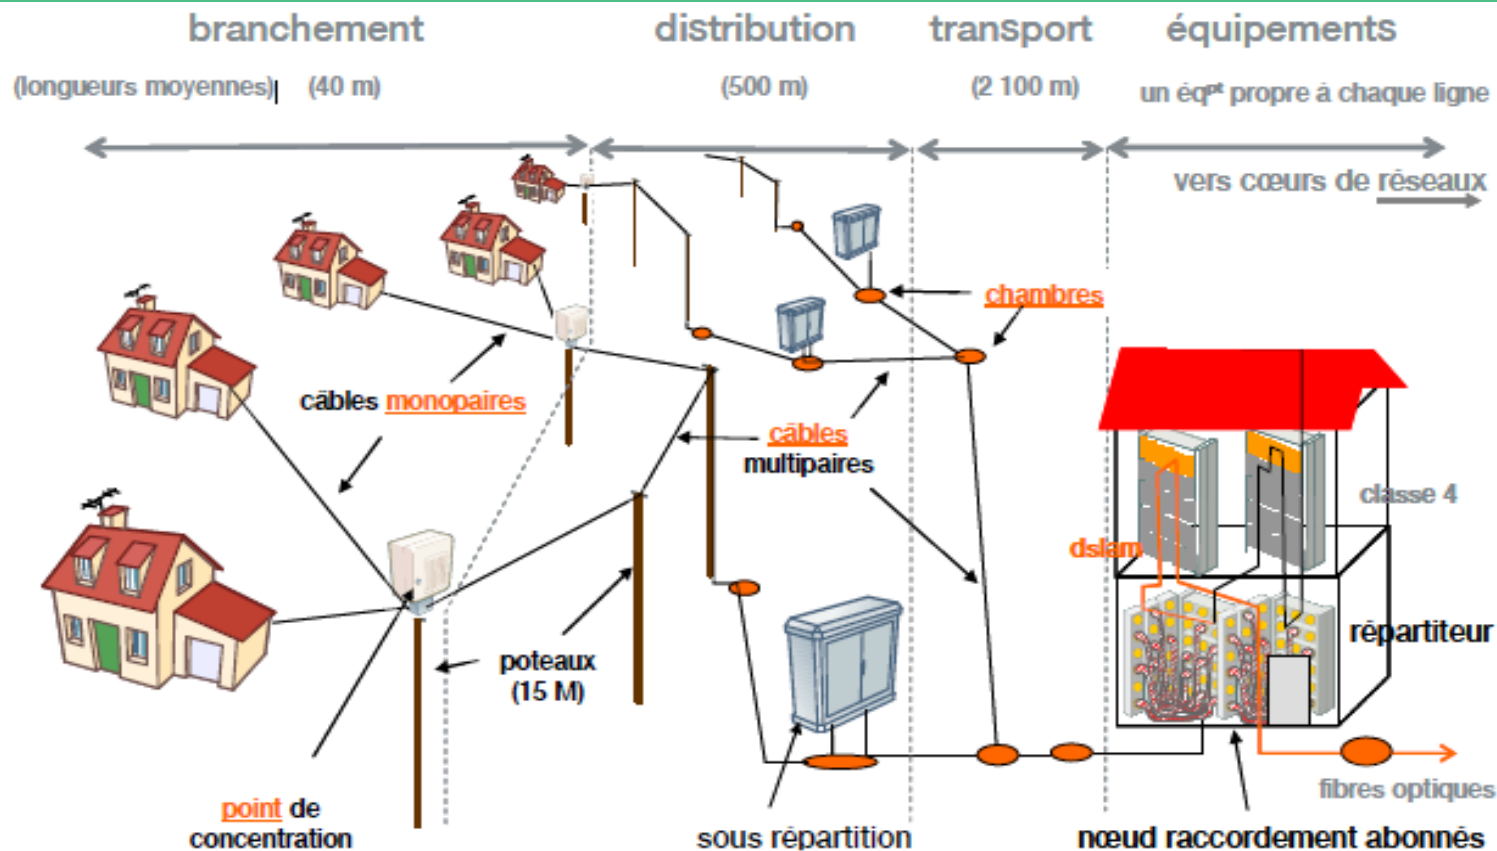 branchement
distribution
transport
équipements
(longueurs moyennes)
(40 m)
(500 m)
(2 100 m)
un éqpt propre à chaque ligne
vers cœurs de réseaux
chambres
câbles monopaires
câbles
multipaires
classe 4
dslam
répartiteur
poteaux
(15 M)
fibres optiques
point de
concentration
sous répartition
nœud raccordement abonnés